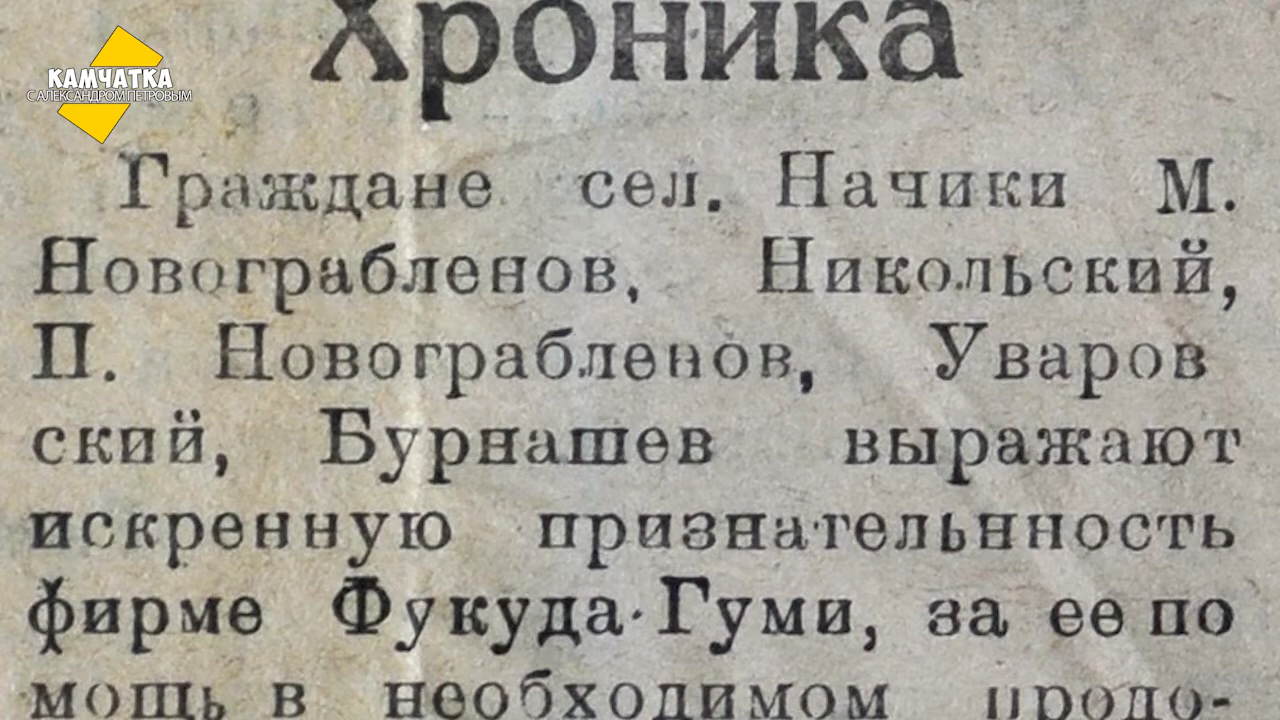 Хроника
КАМЧАТКА
С АЛЕКСАНДРОМ ПЕТРОВЫМ
Граждане сел. Начики М.
Новограбленов, Никольский,
П. Новограбленов, Уваров
ский, Бурнашев выражают
искренную признательнность
фирме Фукуда-Гуми, за ее по
мощь в необходимом продо-